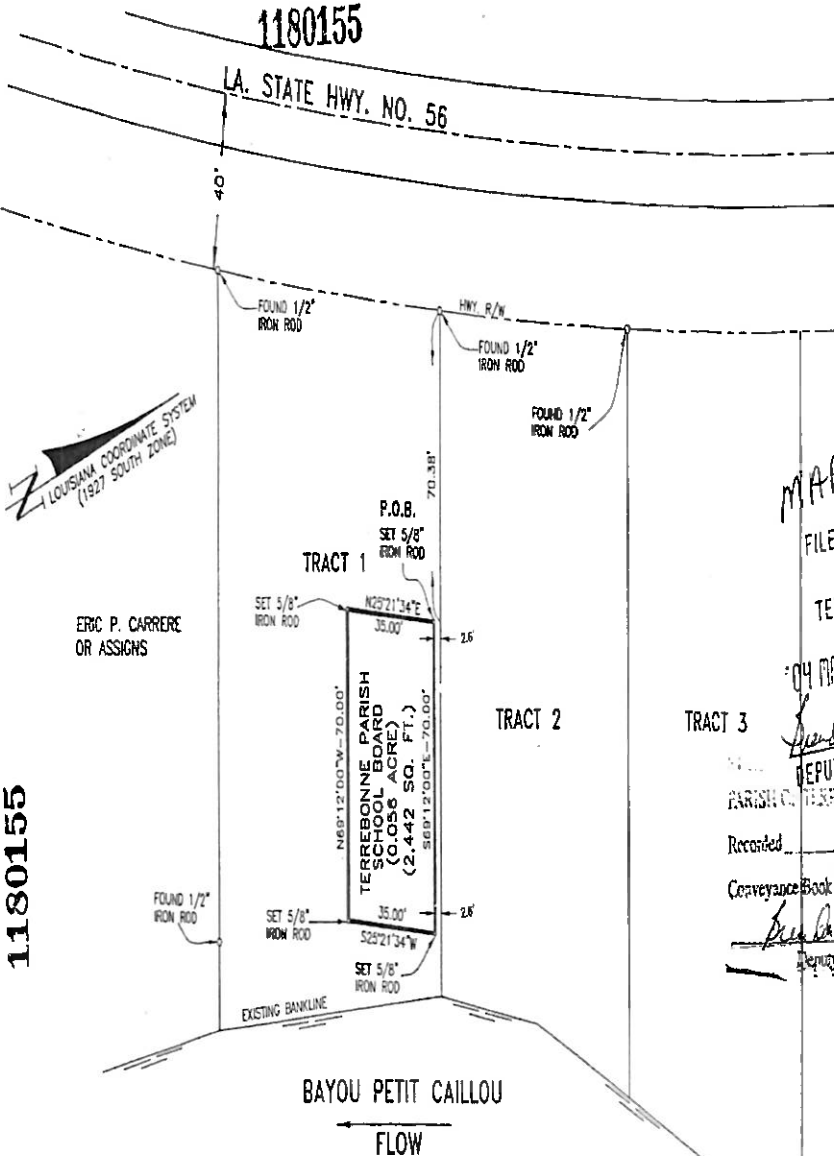 1180155
LA. STATE HWY. NO. 56
40'
FOUND 1/2"
IRON ROD
HWY. R/W
FOUND 1/2"
IRON ROD
FOUND 1/2"
IRON ROD
LOUISIANA COORDINATE SYSTEM
(1927 SOUTH ZONE)
70.38'
P.O.B.
SET 5/8"
IRON ROD
TRACT 1
SET 5/8"
IRON ROD
N25°21'34"E
35.00'
2.6'
ERIC P. CARRERE
OR ASSIGNS
N69°12'00"W-70.00'
TERREBONNE PARISH
SCHOOL BOARD
(0.056 ACRE)
(2,442 SQ. FT.)
S69°12'00"E-70.00'
TRACT 2
TRACT 3
FILE
TE
'04
DEPU
PARISH
Recorded
Conveyance Book
Deputy
1180155
FOUND 1/2"
IRON ROD
SET 5/8"
IRON ROD
35.00'
S25°21'34"W
2.6'
SET 5/8"
IRON ROD
EXISTING BANKLINE
BAYOU PETIT CAILLOU
FLOW